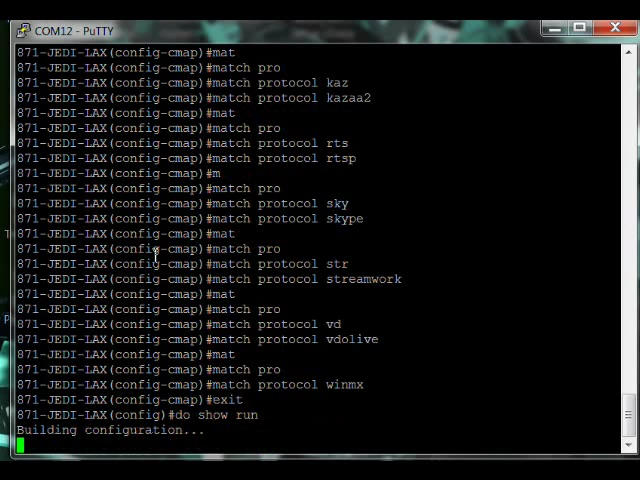 COM12 - PuTTY
871-JEDI-LAX(config-cmap)#mat
871-JEDI-LAX(config-cmap)#match pro
871-JEDI-LAX(config-cmap)#match protocol kaz
871-JEDI-LAX(config-cmap)#match protocol kazaa2
871-JEDI-LAX(config-cmap)#mat
871-JEDI-LAX(config-cmap)#match pro
871-JEDI-LAX(config-cmap)#match protocol rts
871-JEDI-LAX(config-cmap)#match protocol rtsp
871-JEDI-LAX(config-cmap)#m
871-JEDI-LAX(config-cmap)#match pro
871-JEDI-LAX(config-cmap)#match protocol sky
871-JEDI-LAX(config-cmap)#match protocol skype
871-JEDI-LAX(config-cmap)#mat
871-JEDI-LAX(config-cmap)#match pro
871-JEDI-LAX(config-cmap)#match protocol str
871-JEDI-LAX(config-cmap)#match protocol streamwork
871-JEDI-LAX(config-cmap)#mat
871-JEDI-LAX(config-cmap)#match pro
871-JEDI-LAX(config-cmap)#match protocol vd
871-JEDI-LAX(config-cmap)#match protocol vdolive
871-JEDI-LAX(config-cmap)#mat
871-JEDI-LAX(config-cmap)#match pro
871-JEDI-LAX(config-cmap)#match protocol winmx
871-JEDI-LAX(config-cmap)#exit
871-JEDI-LAX(config)#do show run
Building configuration...